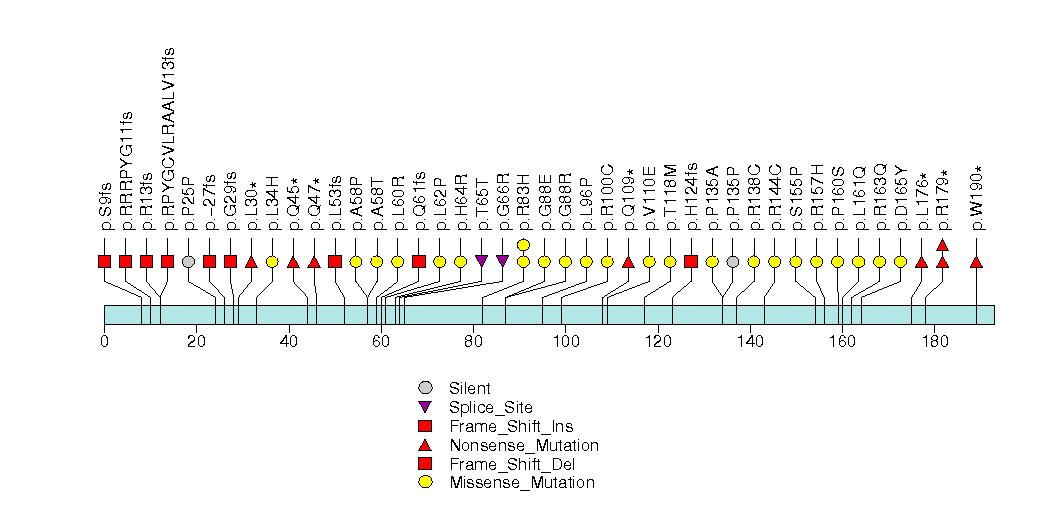 p.S9fs
p.RRRPYG11fs
p.R13fs
p.RPYGCVLRAALV13fs
p.P25P
p.-27fs
p.G29fs
p.L30*
p.L34H
p.Q45*
p.Q47*
p.L53fs
p.A58P
p.A58T
p.L60R
p.Q61fs
p.L62P
p.H64R
p.T65T
p.G66R
p.R83H
p.G88E
p.G88R
p.L96P
p.R100C
p.Q109*
p.V110E
p.T118M
p.H124fs
p.P135A
p.P135P
p.R138C
p.R144C
p.S155P
p.R157H
p.P160S
p.L161Q
p.R163Q
p.D165Y
p.L176*
p.R179*
p.W190*
0 20 40 60 80 100 120 140 160 180
Silent
Splice_Site
Frame_Shift_Ins
Nonsense_Mutation
Frame_Shift_Del
Missense_Mutation